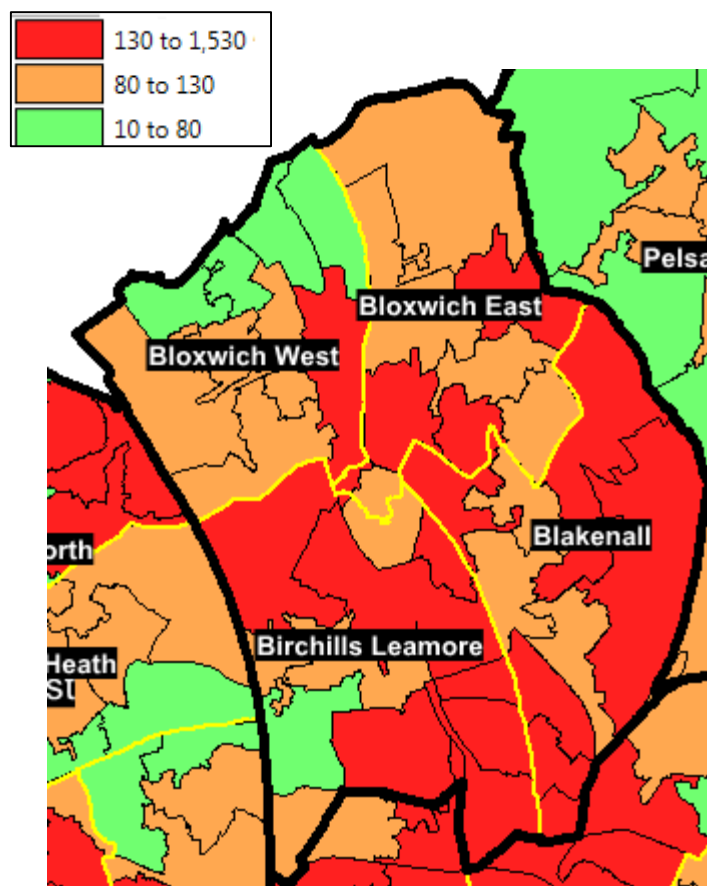 130 to 1,530
80 to 130
10 to 80
Pelsa
Bloxwich East
Bloxwich West
orth
Blakenall
Birchills Leamore
Heath
St